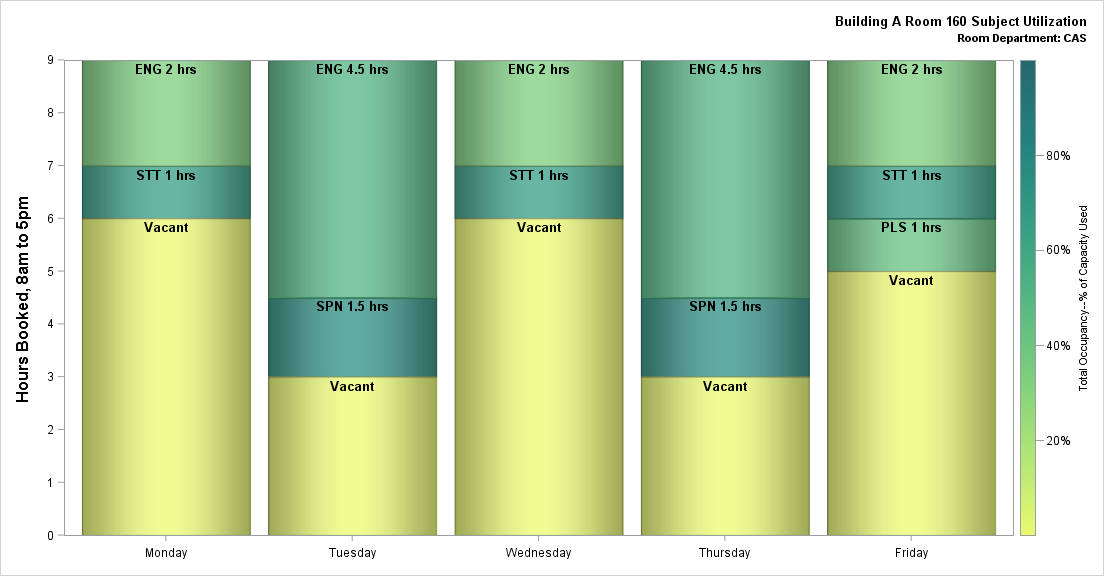 Building A Room 160 Subject Utilization
Room Department: CAS
Hours Booked, 8am to 5pm
9
8
7
6
5
4
3
2
1
0
ENG 2 hrs
STT 1 hrs
Vacant
Monday
ENG 4.5 hrs
SPN 1.5 hrs
Vacant
Tuesday
ENG 2 hrs
STT 1 hrs
Vacant
Wednesday
ENG 4.5 hrs
SPN 1.5 hrs
Vacant
Thursday
ENG 2 hrs
STT 1 hrs
PLS 1 hrs
Vacant
Friday
80%
60%
40%
20%
Total Occupancy--% of Capacity Used